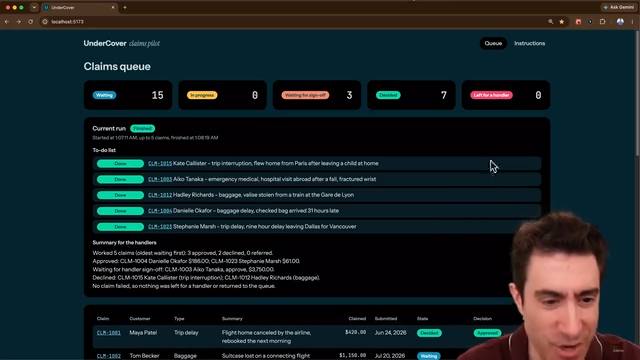 UnderCover
Ask Gemini
localhost:5173
UnderCover claims pilot
Queue
Instructions
Claims queue
Waiting 15
In progress 0
Waiting for sign-off 3
Decided 7
Left for a handler 0
Current run Finished
Started at 1:07:11 AM, up to 5 claims, finished at 1:08:19 AM
To-do list
Done CLM-1015 Kate Callister - trip interruption, flew home from Paris after leaving a child at home
Done CLM-1003 Aiko Tanaka - emergency medical, hospital visit abroad after a fall, fractured wrist
Done CLM-1012 Hadley Richards - baggage, valise stolen from a train at the Gare de Lyon
Done CLM-1004 Danielle Okafor - baggage delay, checked bag arrived 31 hours late
Done CLM-1023 Stephanie Marsh - trip delay, nine hour delay leaving Dallas for Vancouver
Summary for the handlers
Worked 5 claims (oldest waiting first): 3 approved, 2 declined, 0 referred.
Approved: CLM-1004 Danielle Okafor $186.00; CLM-1023 Stephanie Marsh $61.00.
Waiting for handler sign-off: CLM-1003 Aiko Tanaka, approve, $3,750.00.
Declined: CLM-1015 Kate Callister (trip interruption); CLM-1012 Hadley Richards (baggage).
No claim failed, so nothing was left for a handler or returned to the queue.
Claim Customer Type Summary Claimed Submitted State Decision
CLM-1001 Maya Patel Trip delay Flight home canceled by the airline, $420.00 Jun 24, 2026 Decided Approved
rebooked the next morning
CLM-1002 Tom Becker Baggage Suitcase lost on a connecting flight $1,150.00 Jul 20, 2026 Waiting